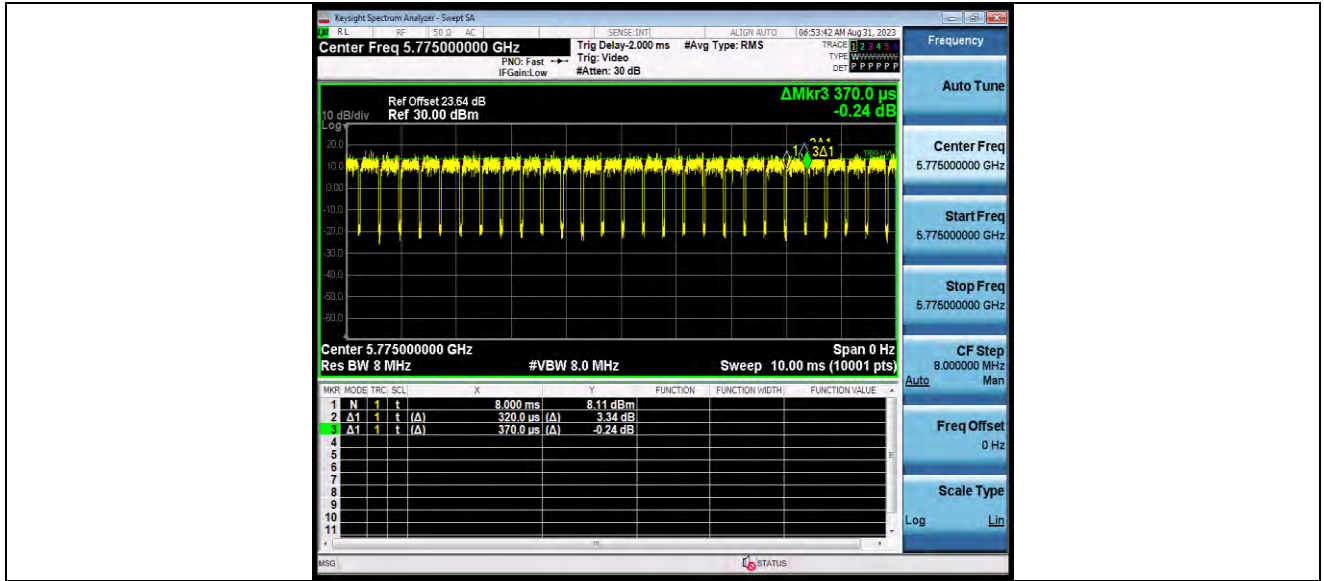 Keysight Spectrum Analyzer - Swept SA
RL RF 50 Ω AC SENSE:INT ALIGN AUTO 06:53:42 AM Aug 31, 2023
Center Freq 5.775000000 GHz
PNO: Fast
IFGain:Low
Trig Delay-2.000 ms
Trig: Video
#Atten: 30 dB
#Avg Type: RMS
TRACE 1 2 3 4 5 6
TYPE WWWWWW
DET P P P P P P
ΔMkr3 370.0 µs
-0.24 dB
Ref Offset 23.64 dB
10 dB/div Ref 30.00 dBm
Log
20.0
10.0
0.00
-10.0
-20.0
-30.0
-40.0
-50.0
-60.0
1
3Δ1
Center 5.775000000 GHz Span 0 Hz
Res BW 8 MHz #VBW 8.0 MHz Sweep 10.00 ms (10001 pts)
MKR MODE TRC SCL X Y FUNCTION FUNCTION WIDTH FUNCTION VALUE
1 N 1 t 8.000 ms 8.11 dBm
2 Δ1 1 t (Δ) 320.0 µs (Δ) 3.34 dB
3 Δ1 1 t (Δ) 370.0 µs (Δ) -0.24 dB
4
5
6
7
8
9
10
11
MSG STATUS
Frequency
Auto Tune
Center Freq
5.775000000 GHz
Start Freq
5.775000000 GHz
Stop Freq
5.775000000 GHz
CF Step
8.000000 MHz
Auto Man
Freq Offset
0 Hz
Scale Type
Log Lin